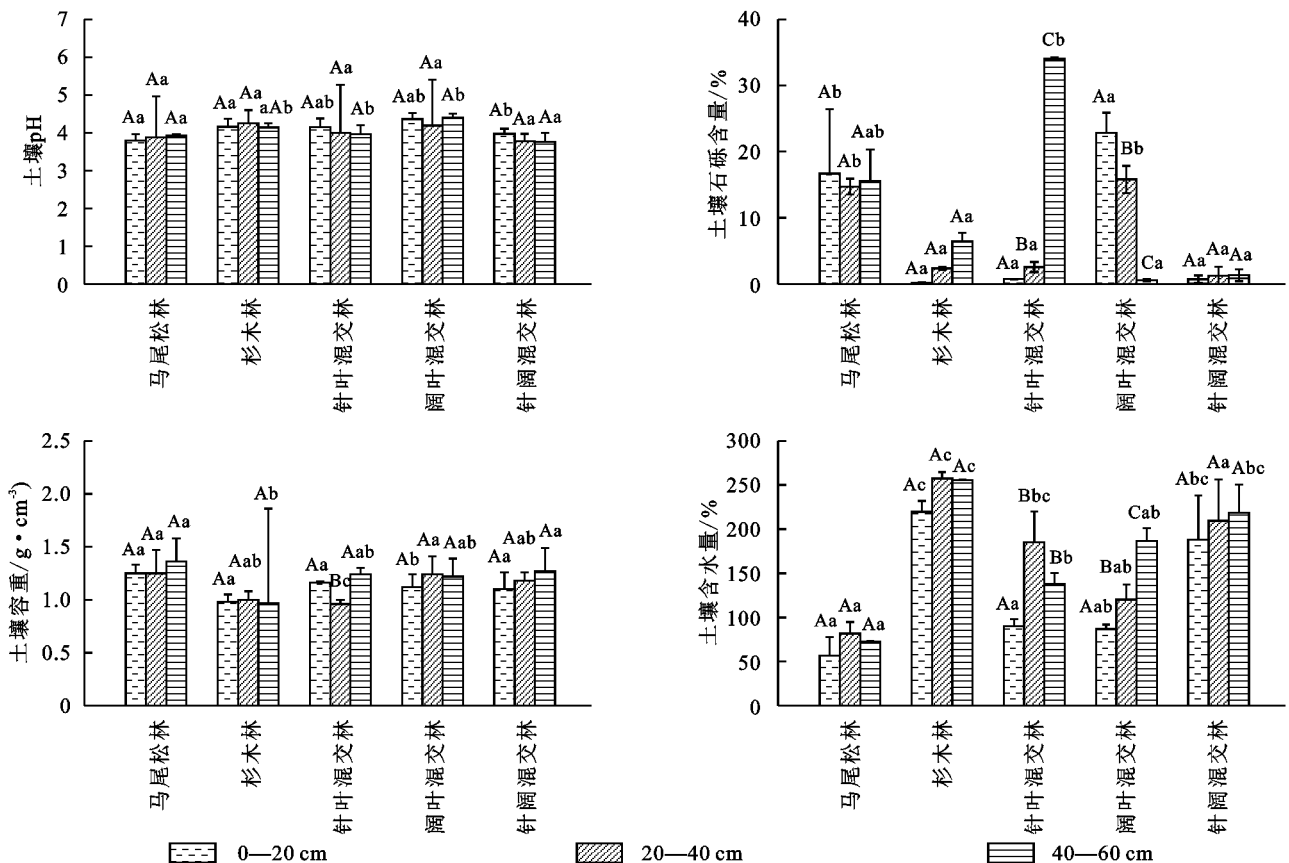 土壤pH
7
6
5
4
3
2
1
0
Aa Aa Aa
Aa Aa aAb
Aab Aa Ab
Aab Aa Ab
Ab Aa Aa
马尾松林
杉木林
针叶混交林
阔叶混交林
针阔混交林
土壤石砾含量/%
40
30
20
10
0
Ab Ab Aab
Aa Aa Aa
Aa Ba Cb
Aa Bb Ca
Aa Aa Aa
马尾松林
杉木林
针叶混交林
阔叶混交林
针阔混交林
土壤容重/g•cm⁻³)
2.5
2.0
1.5
1.0
0.5
0
Aa Aa Aa
Aa Aab Ab
Aa Bc Aab
Ab Aa Aab
Aa Aab Aa
马尾松林
杉木林
针叶混交林
阔叶混交林
针阔混交林
土壤含水量/%
300
250
200
150
100
50
0
Aa Aa Aa
Ac Ac Ac
Aa Bbc Bb
Aab Bab Cab
Abc Aa Abc
马尾松林
杉木林
针叶混交林
阔叶混交林
针阔混交林
0—20 cm
20—40 cm
40—60 cm